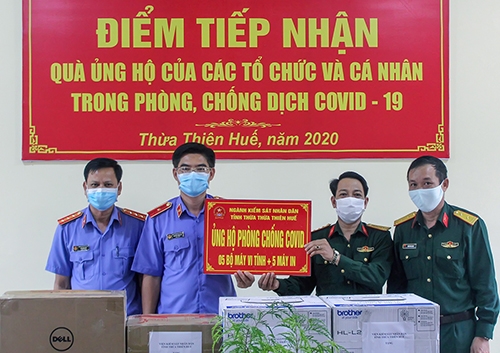 ĐIỂM TIẾP NHẬN
QUÀ ỦNG HỘ CỦA CÁC TỔ CHỨC VÀ CÁ NHÂN
TRONG PHÒNG, CHỐNG DỊCH COVID - 19
Thừa Thiên Huế, năm 2020
NGÀNH KIỂM SÁT NHÂN DÂN
TỈNH THỪA THỪA THIÊN HUẾ
ỦNG HỘ PHÒNG CHỐNG COVID
05 BỘ MÁY VI TÍNH + 5 MÁY IN
DELL
brother
HL-L2
brother